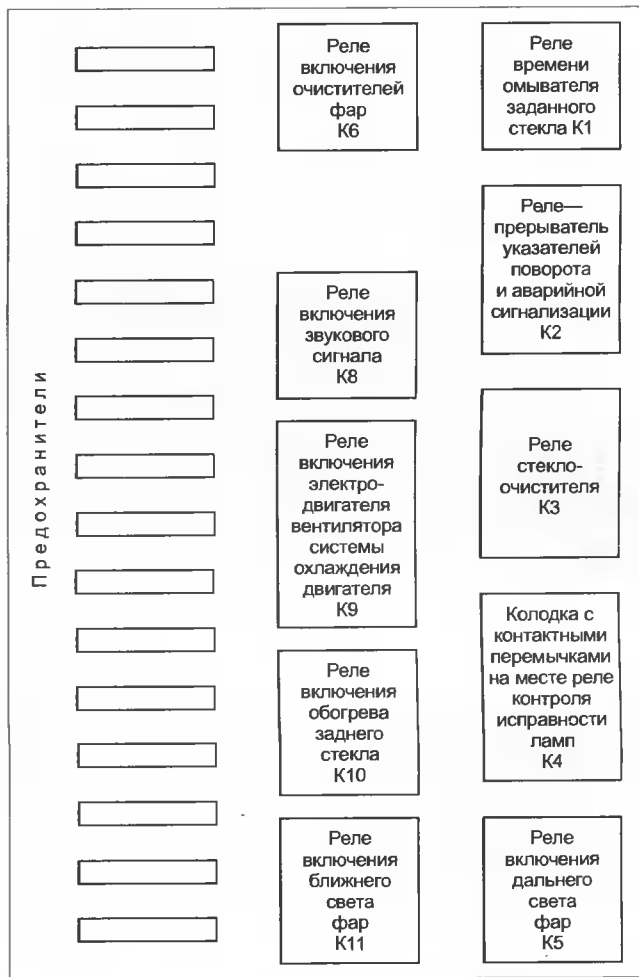 Предохранители
Реле
включения
очистителей
фар
К6
Реле
времени
омывателя
заданного
стекла К1
Реле—
прерыватель
указателей
поворота
и аварийной
сигнализации
К2
Реле
включения
звукового
сигнала
К8
Реле
стекло-
очистителя
К3
Реле
включения
электро-
двигателя
вентилятора
системы
охлаждения
двигателя
К9
Колодка с
контактными
перемычками
на месте реле
контроля
исправности
ламп
К4
Реле
включения
обогрева
заднего
стекла
К10
Реле
включения
ближнего
света
фар
К11
Реле
включения
дальнего
света
фар
К5